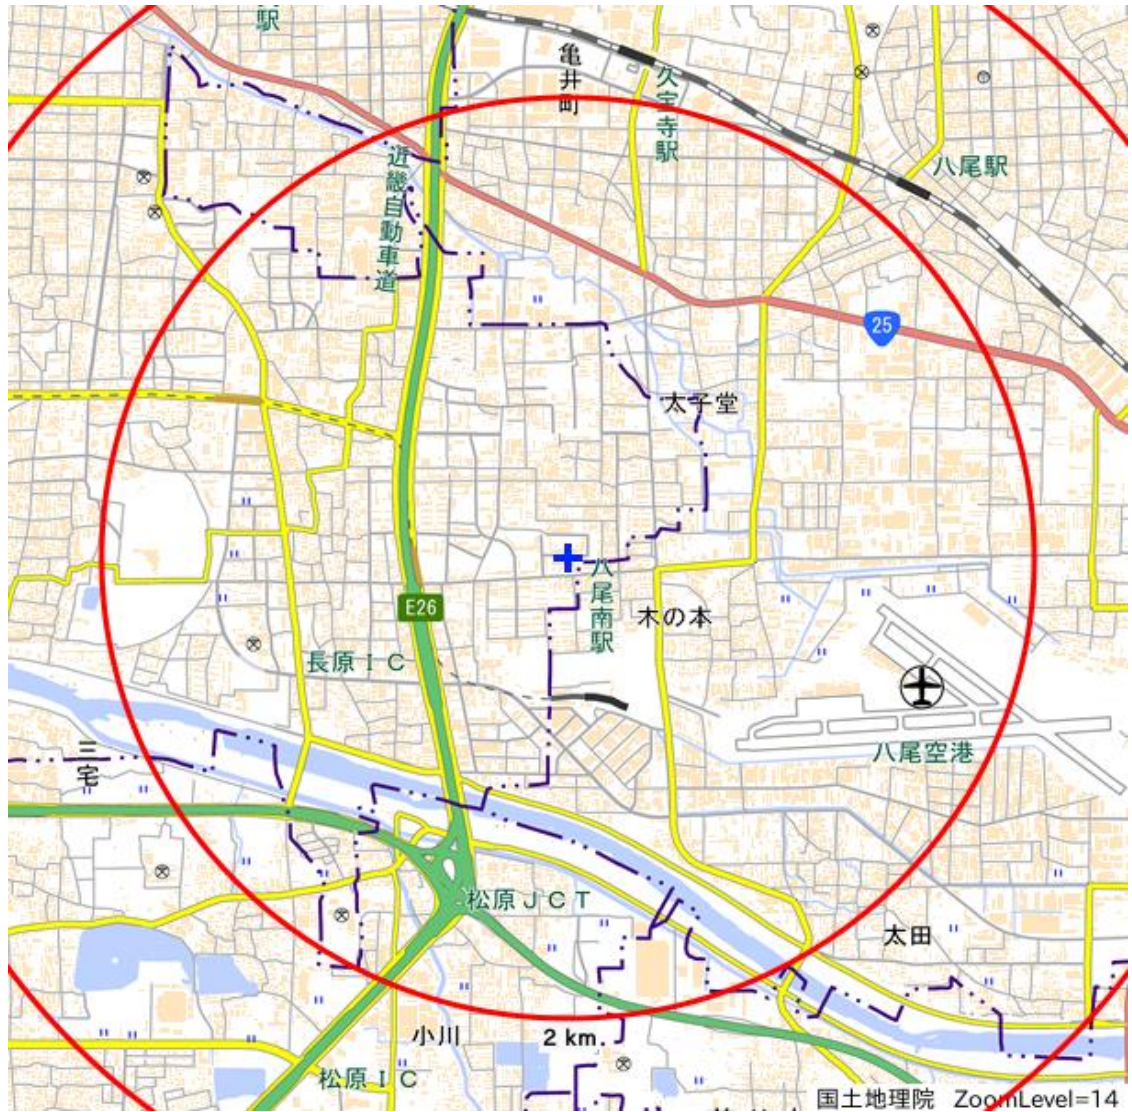 駅
亀井町
久宝寺駅
八尾駅
近畿自動車道
25
太子堂
八尾南駅
E26
木の本
長原IC
八尾空港
三宅
松原JCT
太田
小川
2 km.
松原IC
国土地理院 ZoomLevel=14